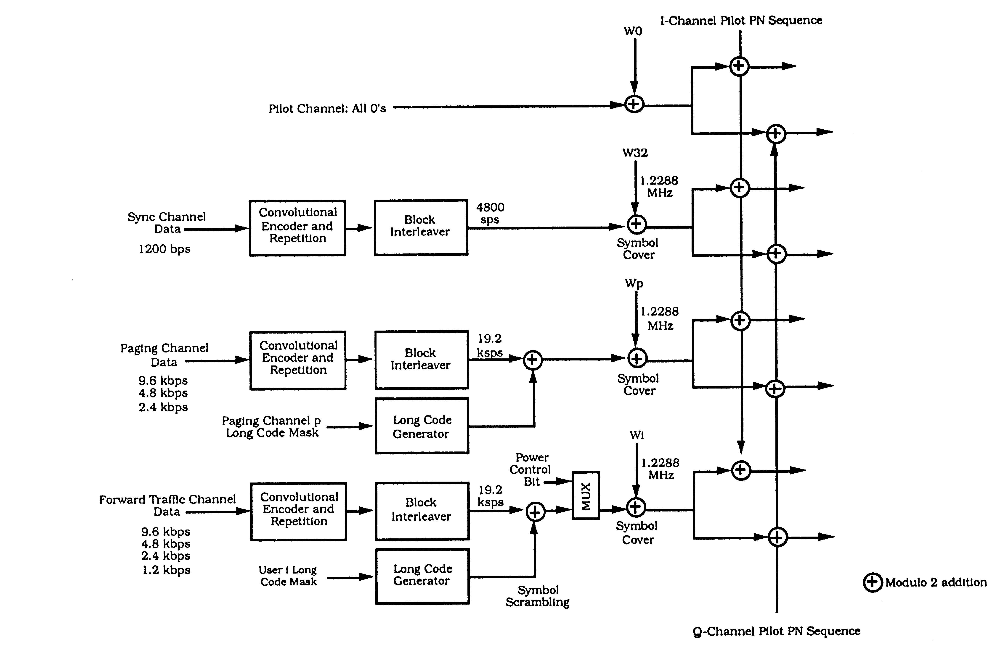 I-Channel Pilot PN Sequence
W0
Pilot Channel: All 0's
W32
1.2288
MHz
Sync Channel
Data
1200 bps
Convolutional
Encoder and
Repetition
Block
Interleaver
4800
sps
Symbol
Cover
Wp
1.2288
MHz
Paging Channel
Data
9.6 kbps
4.8 kbps
2.4 kbps
Convolutional
Encoder and
Repetition
Block
Interleaver
19.2
ksps
Symbol
Cover
Paging Channel p
Long Code Mask
Long Code
Generator
Wi
1.2288
MHz
Power
Control
Bit
MUX
Forward Traffic Channel
Data
9.6 kbps
4.8 kbps
2.4 kbps
1.2 kbps
Convolutional
Encoder and
Repetition
Block
Interleaver
19.2
ksps
Symbol
Cover
User i Long
Code Mask
Long Code
Generator
Symbol
Scrambling
Modulo 2 addition
Q-Channel Pilot PN Sequence